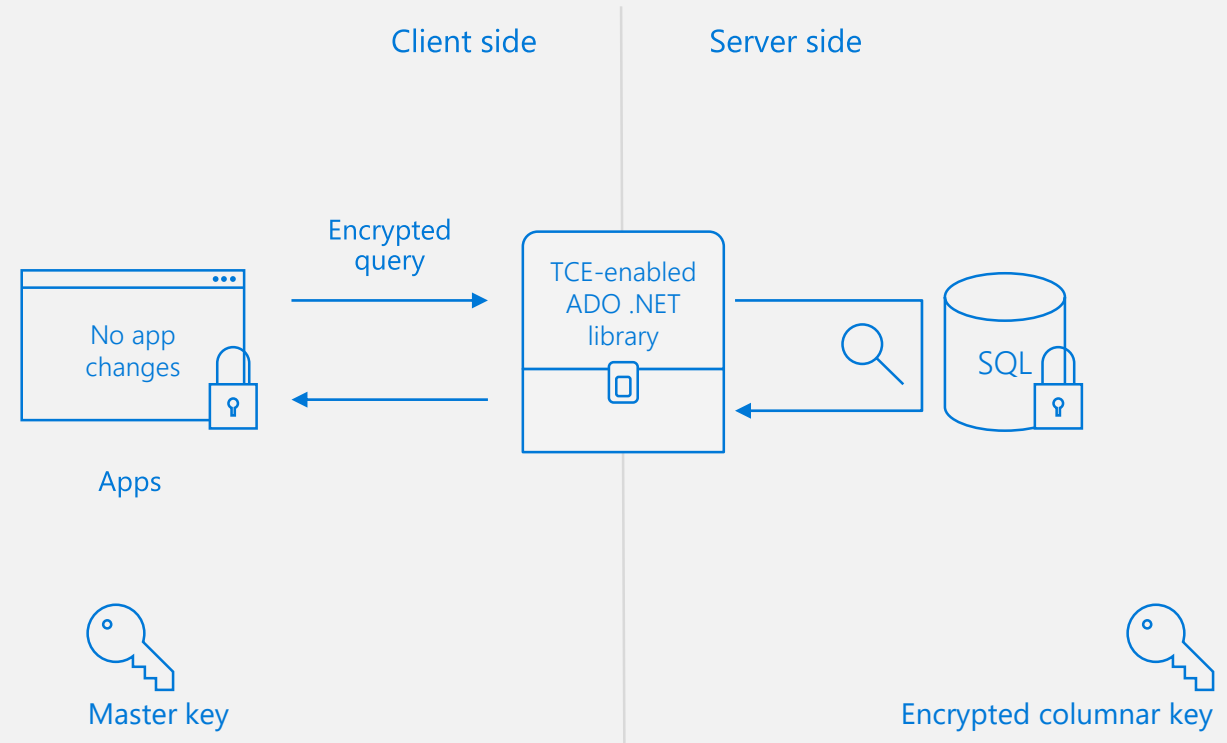 Client side
Server side
Encrypted
query
TCE-enabled
ADO .NET
library
No app
changes
SQL
Apps
Master key
Encrypted columnar key